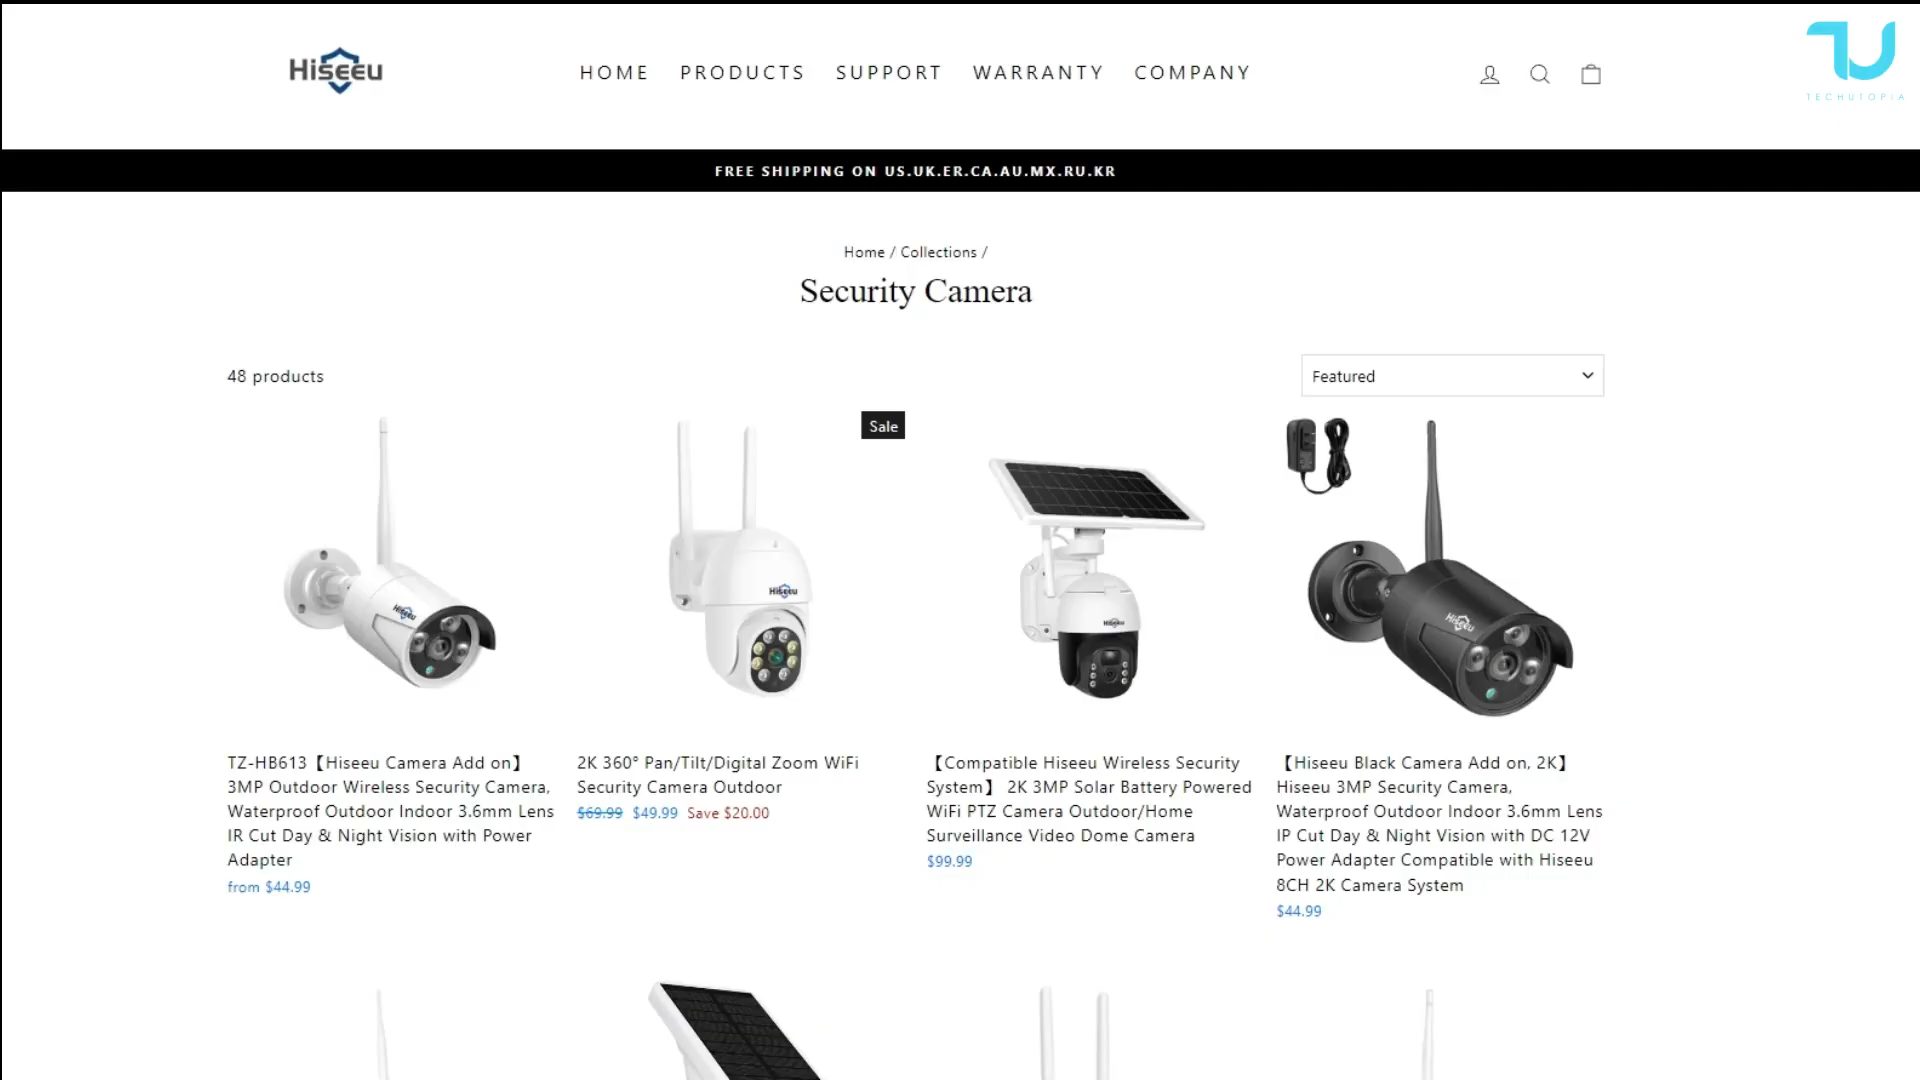 Hiseeu
HOME PRODUCTS SUPPORT WARRANTY COMPANY
TECHUTOPIA
FREE SHIPPING ON US.UK.ER.CA.AU.MX.RU.KR
Home / Collections /
Security Camera
48 products
Featured
Sale
Hiseeu
Hiseeu
Hiseeu
Hiseeu
TZ-HB613【Hiseeu Camera Add on】
3MP Outdoor Wireless Security Camera,
Waterproof Outdoor Indoor 3.6mm Lens
IR Cut Day & Night Vision with Power
Adapter
from $44.99
2K 360° Pan/Tilt/Digital Zoom WiFi
Security Camera Outdoor
$69.99 $49.99 Save $20.00
【Compatible Hiseeu Wireless Security
System】 2K 3MP Solar Battery Powered
WiFi PTZ Camera Outdoor/Home
Surveillance Video Dome Camera
$99.99
【Hiseeu Black Camera Add on, 2K】
Hiseeu 3MP Security Camera,
Waterproof Outdoor Indoor 3.6mm Lens
IP Cut Day & Night Vision with DC 12V
Power Adapter Compatible with Hiseeu
8CH 2K Camera System
$44.99